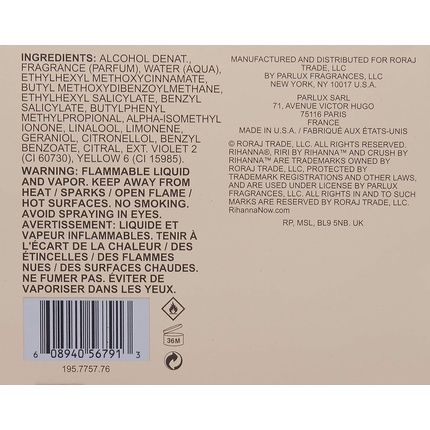 INGREDIENTS: ALCOHOL DENAT.,
FRAGRANCE (PARFUM), WATER (AQUA),
ETHYLHEXYL METHOXYCINNAMATE,
BUTYL METHOXYDIBENZOYLMETHANE,
ETHYLHEXYL SALICYLATE, BENZYL
SALICYLATE, BUTYLPHENYL
METHYLPROPIONAL, ALPHA-ISOMETHYL
IONONE, LINALOOL, LIMONENE,
GERANIOL, CITRONELLOL, BENZYL
BENZOATE, CITRAL, EXT. VIOLET 2
(CI 60730), YELLOW 6 (CI 15985).
WARNING: FLAMMABLE LIQUID
AND VAPOR. KEEP AWAY FROM
HEAT / SPARKS / OPEN FLAME /
HOT SURFACES. NO SMOKING.
AVOID SPRAYING IN EYES.
AVERTISSEMENT: LIQUIDE ET
VAPEUR INFLAMMABLES. TENIR À
L'ÉCART DE LA CHALEUR / DES
ÉTINCELLES / DES FLAMMES
NUES / DES SURFACES CHAUDES.
NE FUMER PAS. ÉVITER DE
VAPORISER DANS LES YEUX.
6 08940 56791 3
195.7757.76
36M
MANUFACTURED AND DISTRIBUTED BY RORAJ
TRADE, LLC
BY PARLUX FRAGRANCES, LLC
NEW YORK, NY 10017 U.S.A.
PARLUX SARL
71, AVENUE VICTOR HUGO
75116 PARIS
FRANCE
MADE IN U.S.A. / FABRIQUÉ AUX ÉTATS-UNIS
© RORAJ TRADE, LLC. ALL RIGHTS RESERVED.
RIHANNA™, RIRI BY RIHANNA™ AND CRUSH BY
RIHANNA™ ARE TRADEMARKS OWNED BY
RORAJ TRADE, LLC, PROTECTED BY
TRADEMARK REGISTRATIONS AND OTHER LAWS,
AND ARE USED UNDER LICENSE BY PARLUX
FRAGRANCES, LLC. ALL RIGHTS IN AND TO SUCH
MARKS ARE RESERVED BY RORAJ TRADE, LLC.
RihannaNow.com
RP, MSL, BL9 5NB. UK